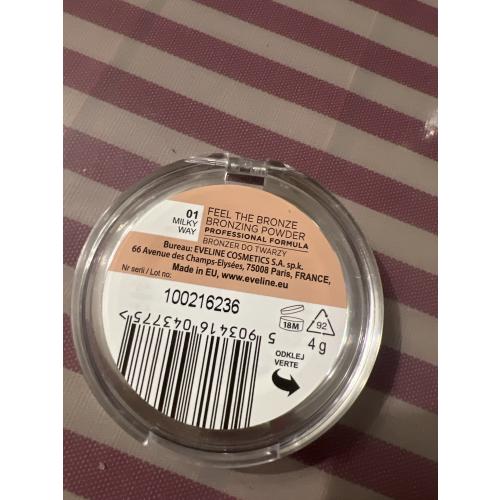 01
MILKY
WAY
FEEL THE BRONZE
BRONZING POWDER
PROFESSIONAL FORMULA
BRONZER DO TWARZY
Bureau: EVELINE COSMETICS S.A. sp.k.
66 Avenue des Champs-Elysées, 75008 Paris, FRANCE,
Nr serii / Lot no: Made in EU, www.eveline.eu
100216236
18M
92
4 g
5 903416 043775 >
ODKLEJ
VERTE